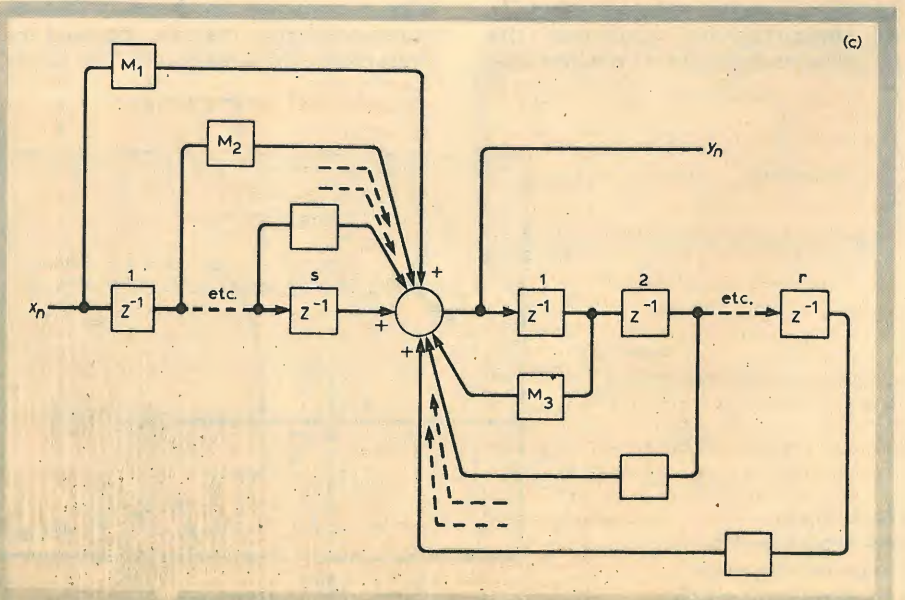 (c)
M₁
M₂
1
s
1
2
r
xₙ
z⁻¹
etc.
z⁻¹
+
+
+
z⁻¹
z⁻¹
etc.
z⁻¹
yₙ
M₃